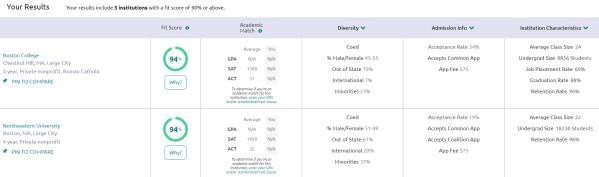 Your Results Your results include 3 institutions with a fit score of 90% or above.
Fit Score Academic Match Diversity Admission Info Institution Characteristics
Boston College
Chestnut Hill, MA, Large City
4 year, Private nonprofit, Roman Catholic
PIN TO COMPARE
94%
Why?
Average You
GPA N/A N/A
SAT 1380 N/A
ACT 31 N/A
To determine if you're an
academic match for this
institution, enter your GPA
and/or standardized test scores.
Coed
% Male/Female 45-55
Out of State 70%
International 7%
Minorities 23%
Acceptance Rate 34%
Accepts Common App
App Fee $75
Average Class Size 24
Undergrad Size 9856 Students
Job Placement Rate 69%
Graduation Rate 88%
Retention Rate 96%
Northeastern University
Boston, MA, Large City
4 year, Private nonprofit
PIN TO COMPARE
94%
Why?
Average You
GPA N/A N/A
SAT 1420 N/A
ACT 32 N/A
To determine if you're an
academic match for this
institution, enter your GPA
and/or standardized test scores.
Coed
% Male/Female 51-49
Out of State 61%
International 20%
Minorities 37%
Acceptance Rate 19%
Accepts Common App
Accepts Coalition App
App Fee $75
Average Class Size 22
Undergrad Size 18230 Students
Retention Rate 96%